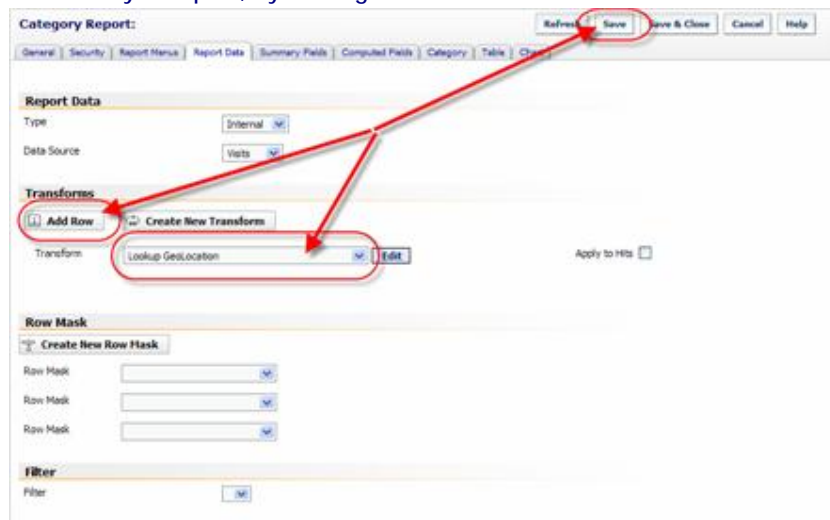 Category Report:
Refresh Save Save & Close Cancel Help
General | Security | Report Menus | Report Data | Summary Fields | Computed Fields | Category | Table |
Report Data
Type Internal
Data Source Visits
Transforms
Add Row Create New Transform
Transform Lookup GeoLocation Edit Apply to Hits
Row Mask
Create New Row Mask
Row Mask
Row Mask
Row Mask
Filter
Filter